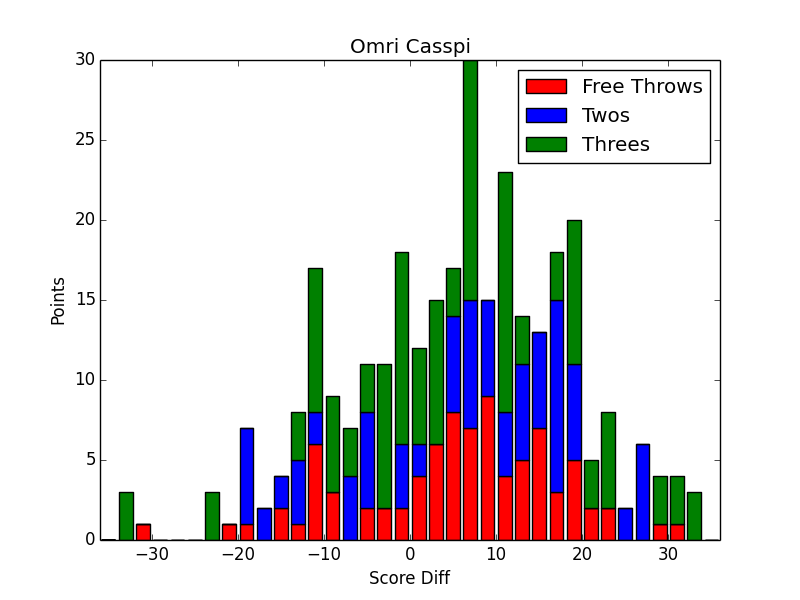 Omri Casspi
Free Throws
Twos
Threes
30
25
20
15
10
5
0
Points
−30
−20
−10
0
10
20
30
Score Diff